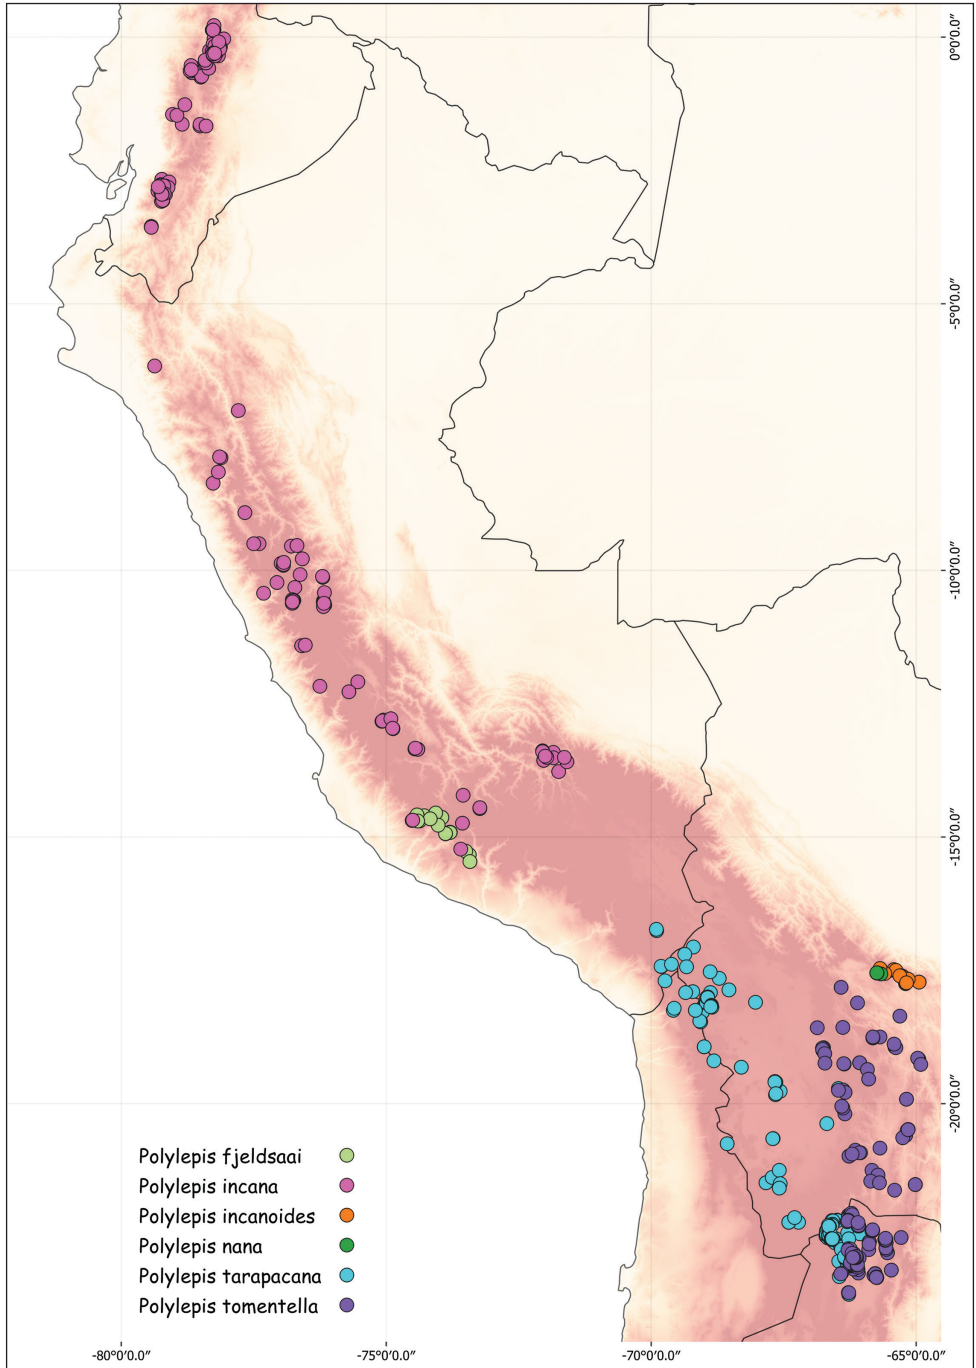 0°0'0.0"
-5°0'0.0"
-10°0'0.0"
-15°0'0.0"
-20°0'0.0"
Polylepis fjeldsaai
Polylepis incana
Polylepis incanoides
Polylepis nana
Polylepis tarapacana
Polylepis tomentella
-80°0'0.0"
-75°0'0.0"
-70°0'0.0"
-65°0'0.0"